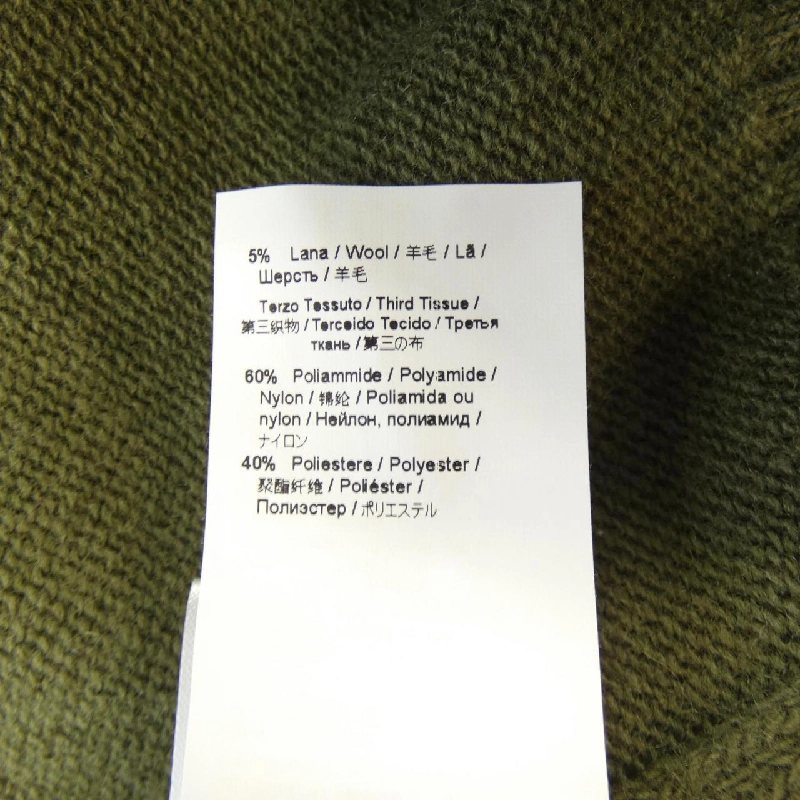 5% Lana / Wool / 羊毛 / Lã /
Шерсть / 羊毛
Terzo Tessuto / Third Tissue /
第三织物 / Terceido Tecido / Третья
ткань / 第三の布
60% Poliammide / Polyamide /
Nylon / 锦纶 / Poliamida ou
nylon / Нейлон, полиамид /
ナイロン
40% Poliestere / Polyester /
聚酯纤维 / Poliéster /
Полиэстер / ポリエステル